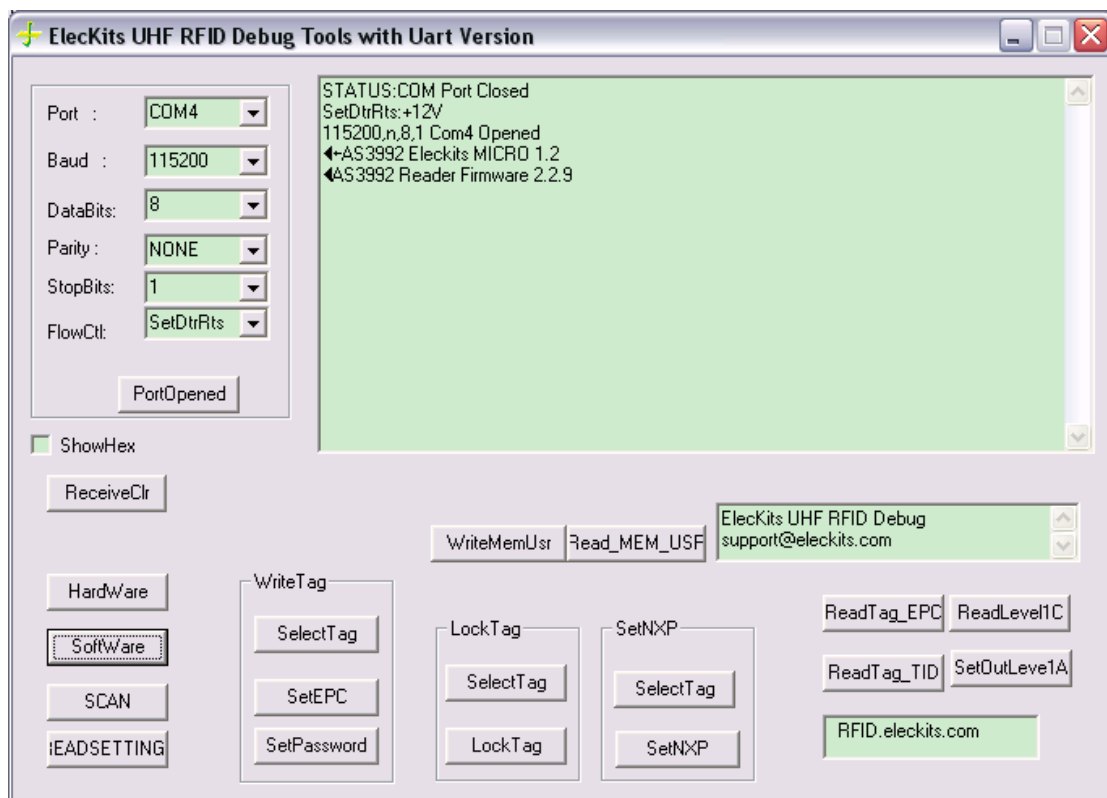 ElecKits UHF RFID Debug Tools with Uart Version
Port :
COM4
Baud :
115200
DataBits:
8
Parity :
NONE
StopBits:
1
FlowCtl:
SetDtrRts
PortOpened
STATUS:COM Port Closed
SetDtrRts:+12V
115200,n,8,1 Com4 Opened
AS3992 Eleckits MICRO 1.2
AS3992 Reader Firmware 2.2.9
ShowHex
ReceiveClr
WriteMemUsr
Read_MEM_USF
ElecKits UHF RFID Debug
support@eleckits.com
HardWare
SoftWare
SCAN
EADSETTING
WriteTag
SelectTag
SetEPC
SetPassword
LockTag
SelectTag
LockTag
SetNXP
SelectTag
SetNXP
ReadTag_EPC
ReadLevel1C
ReadTag_TID
SetOutLeve1A
RFID.eleckits.com